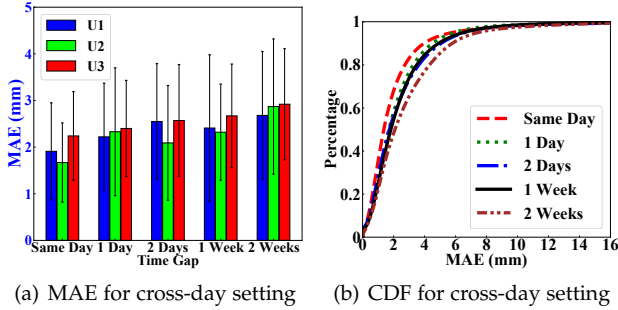 5
4
3
2
1
0
MAE (mm)
U1
U2
U3
Same Day
1 Day
2 Days
1 Week
2 Weeks
Time Gap
(a) MAE for cross-day setting
1
0.8
0.6
0.4
0.2
0
Percentage
Same Day
1 Day
2 Days
1 Week
2 Weeks
0 2 4 6 8 10 12 14 16
MAE (mm)
(b) CDF for cross-day setting